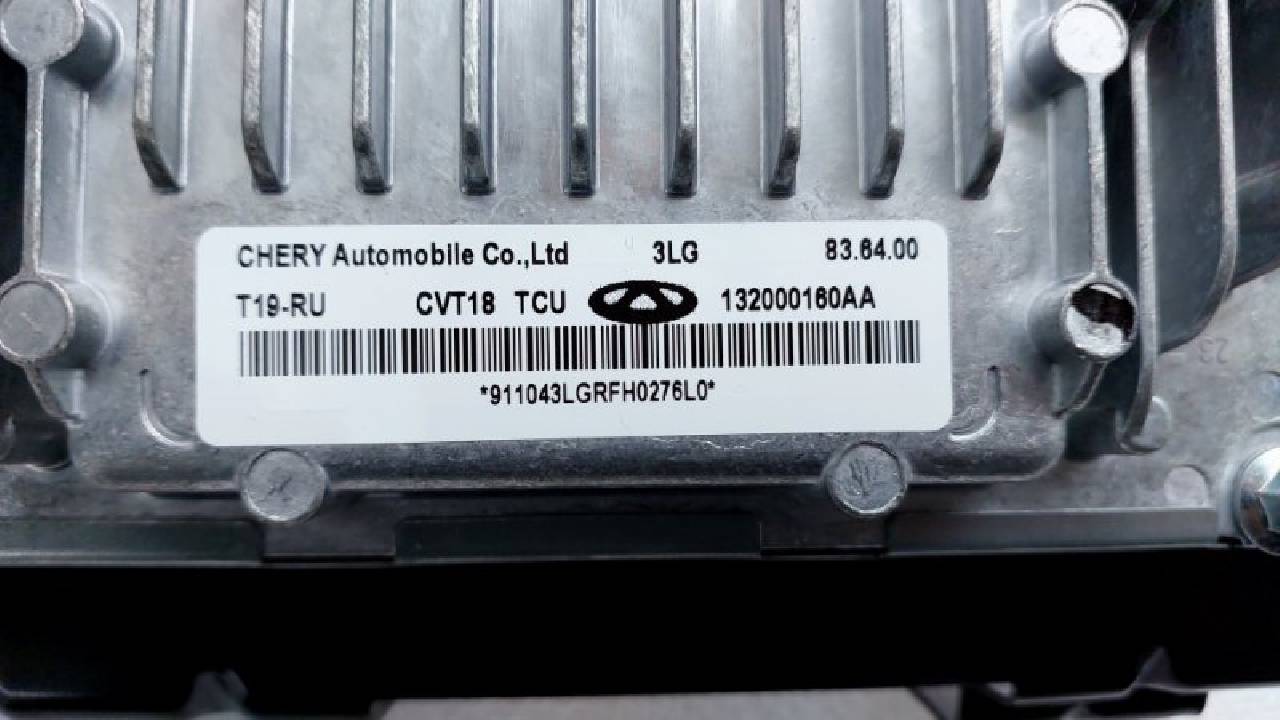 CHERY Automobile Co.,Ltd 3LG 83.64.00
T19-RU CVT18 TCU 132000160AA
*911043LGRFH0276L0*